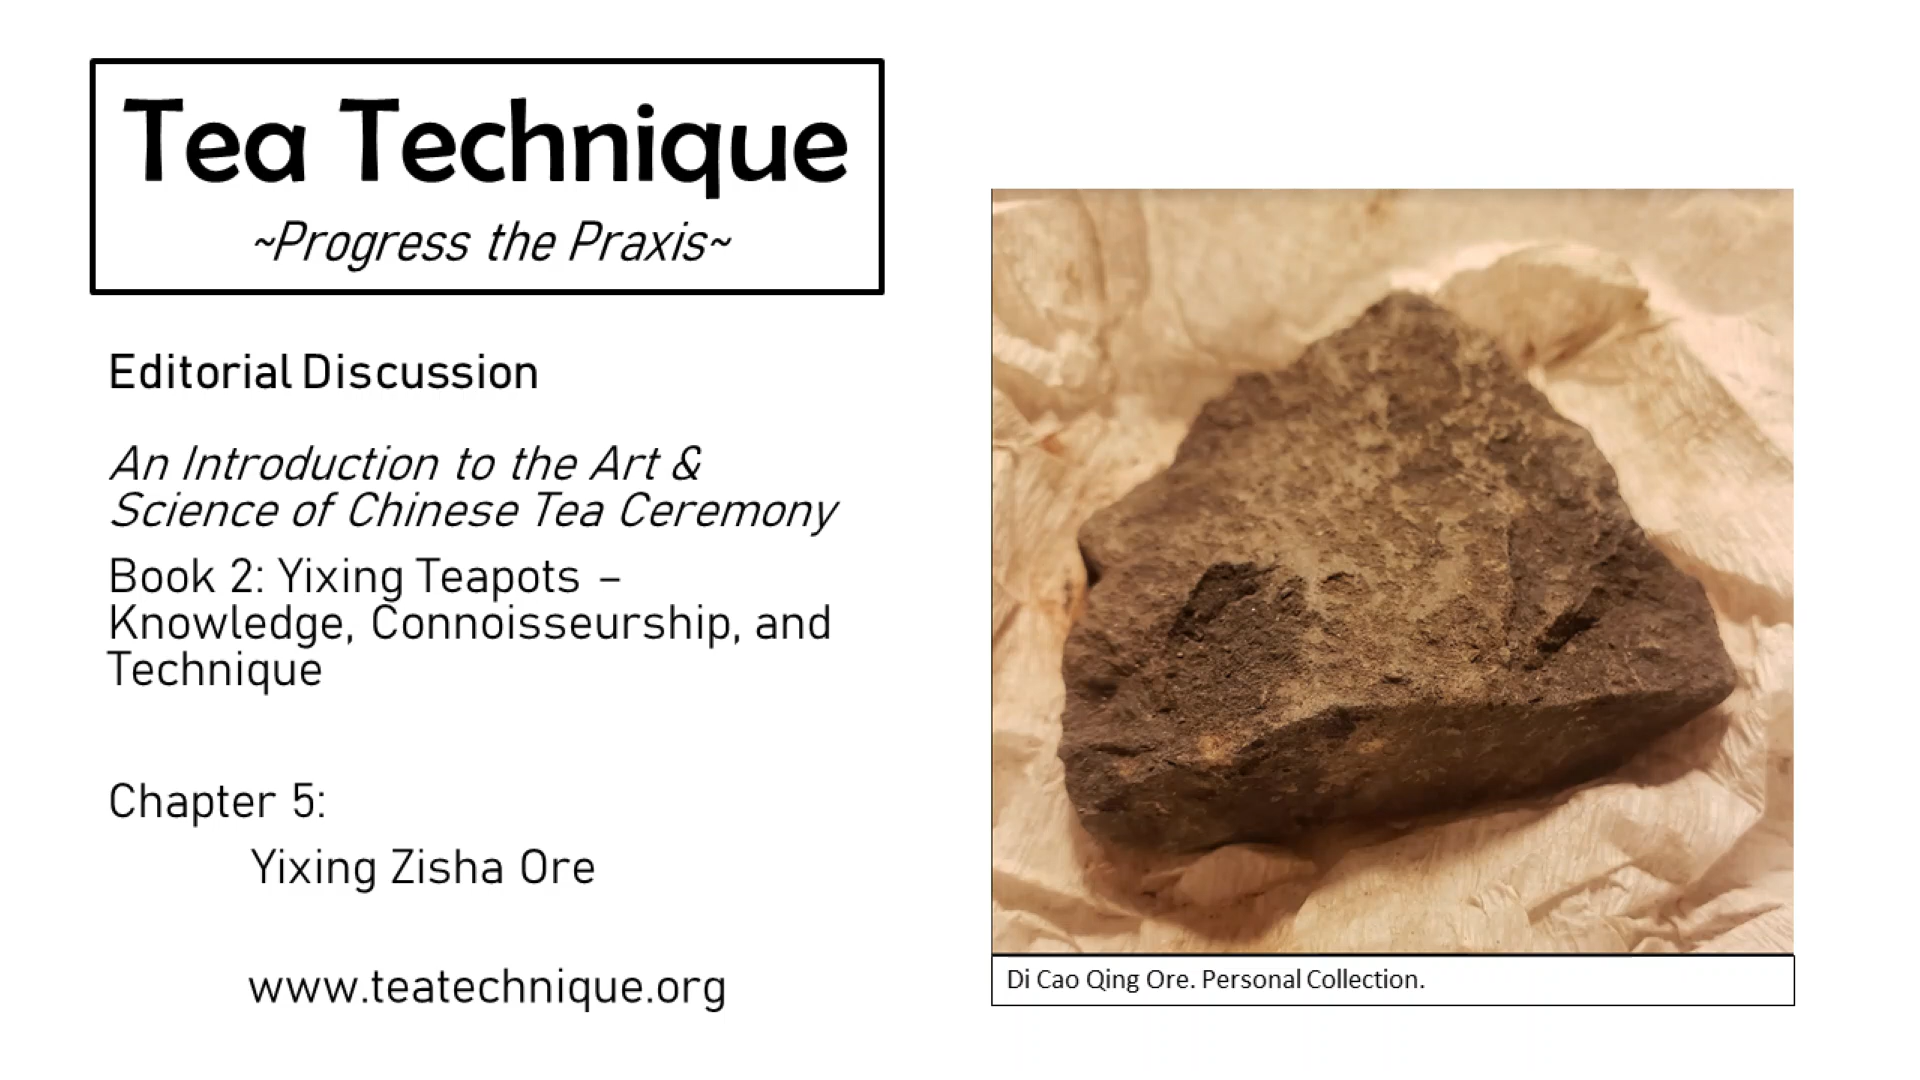 Tea Technique
~Progress the Praxis~
Editorial Discussion
An Introduction to the Art &
Science of Chinese Tea Ceremony
Book 2: Yixing Teapots –
Knowledge, Connoisseurship, and
Technique
Chapter 5:
Yixing Zisha Ore
www.teatechnique.org
Di Cao Qing Ore. Personal Collection.